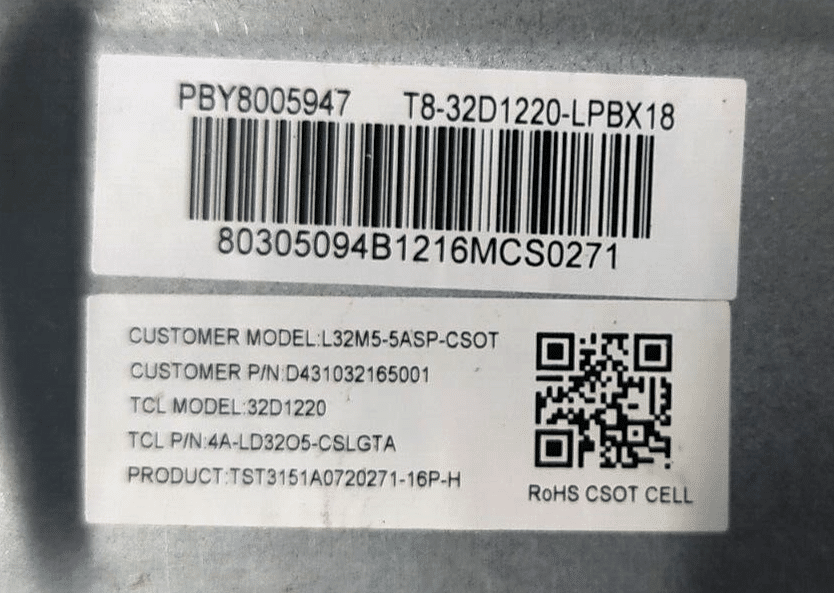 PBY8005947 T8-32D1220-LPBX18
80305094B1216MCS0271
CUSTOMER MODEL:L32M5-5ASP-CSOT
CUSTOMER P/N:D431032165001
TCL MODEL:32D1220
TCL P/N:4A-LD32O5-CSLGTA
PRODUCT:TST3151A0720271-16P-H
RoHS CSOT CELL